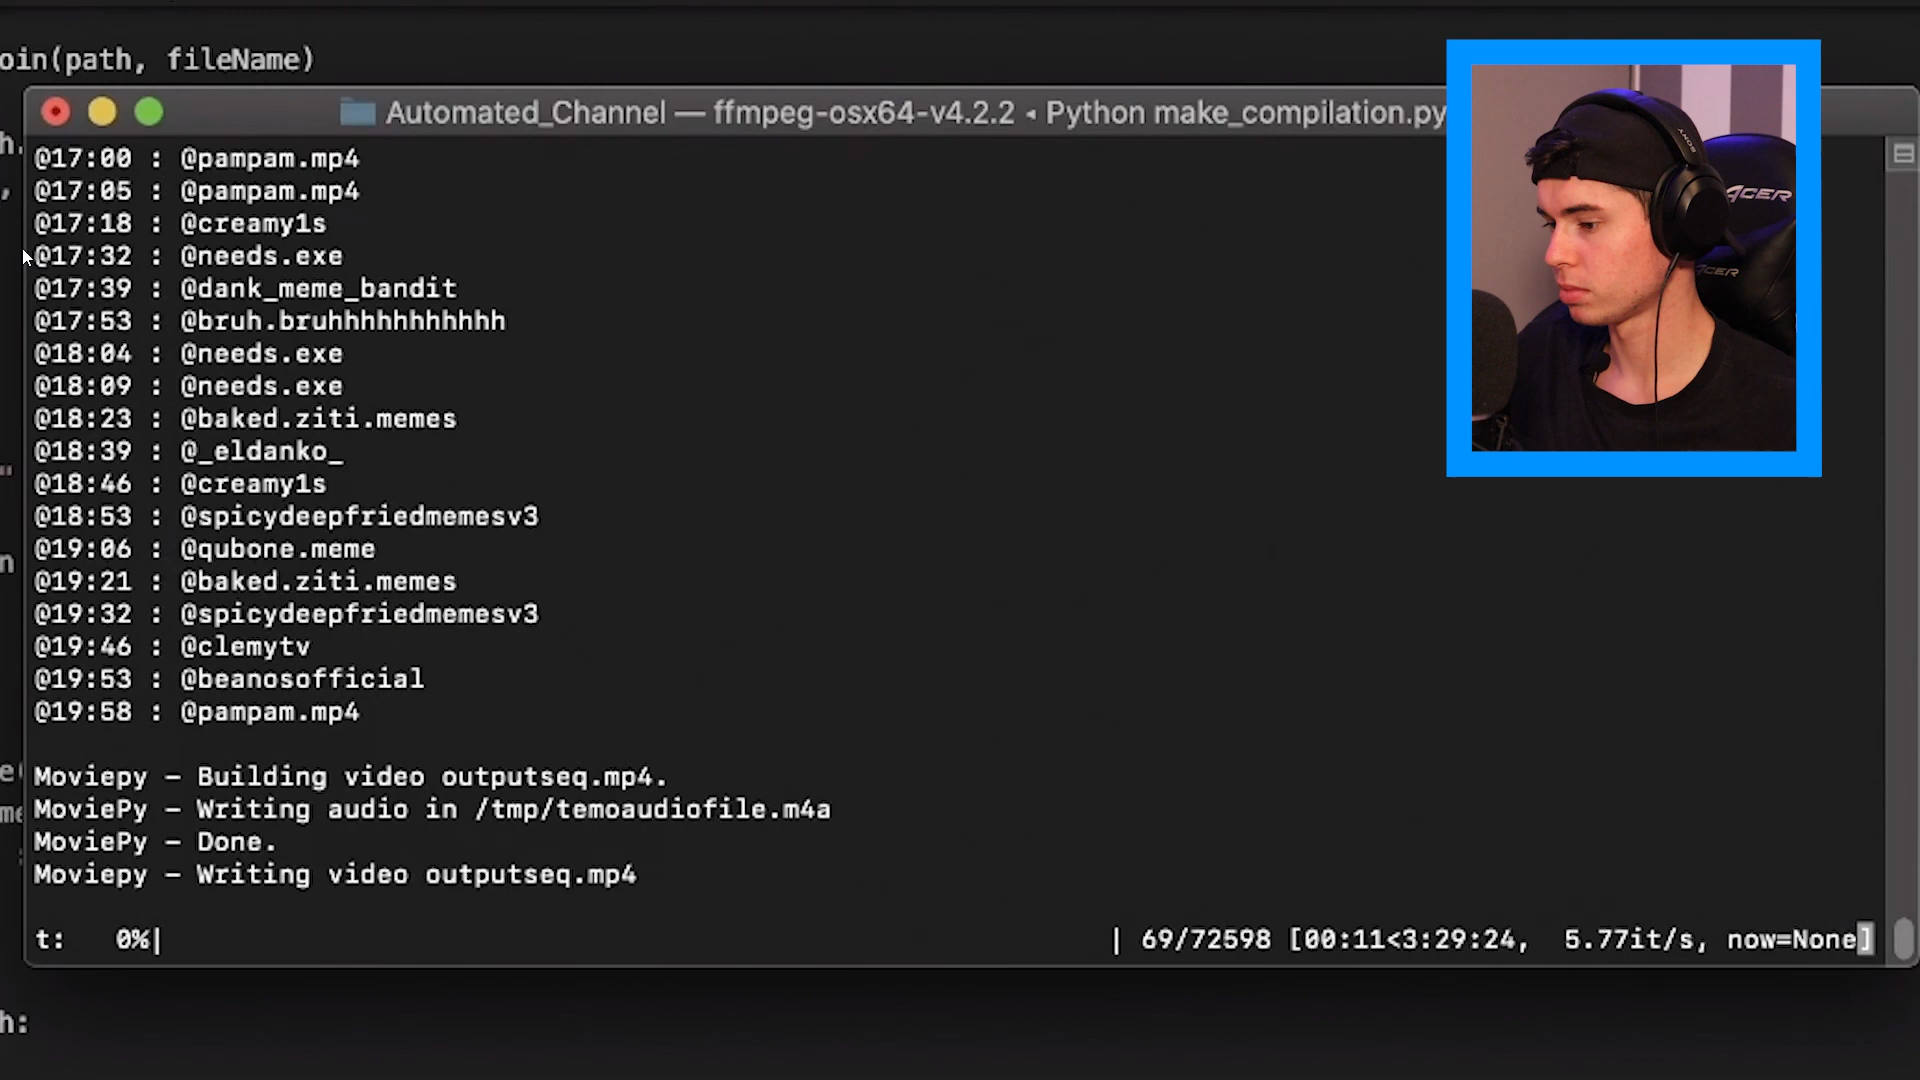 oin(path, fileName)
Automated_Channel — ffmpeg-osx64-v4.2.2 ◂ Python make_compilation.py
@17:00 : @pampam.mp4
@17:05 : @pampam.mp4
@17:18 : @creamy1s
@17:32 : @needs.exe
@17:39 : @dank_meme_bandit
@17:53 : @bruh.bruhhhhhhhhhhh
@18:04 : @needs.exe
@18:09 : @needs.exe
@18:23 : @baked.ziti.memes
@18:39 : @_eldanko_
@18:46 : @creamy1s
@18:53 : @spicydeepfriedmemesv3
@19:06 : @qubone.meme
@19:21 : @baked.ziti.memes
@19:32 : @spicydeepfriedmemesv3
@19:46 : @clemytv
@19:53 : @beanosofficial
@19:58 : @pampam.mp4
Moviepy – Building video outputseq.mp4.
MoviePy – Writing audio in /tmp/temoaudiofile.m4a
MoviePy – Done.
Moviepy – Writing video outputseq.mp4
t:   0%|          | 69/72598 [00:11<3:29:24,  5.77it/s, now=None]
h:
SONY
ACER
ACER